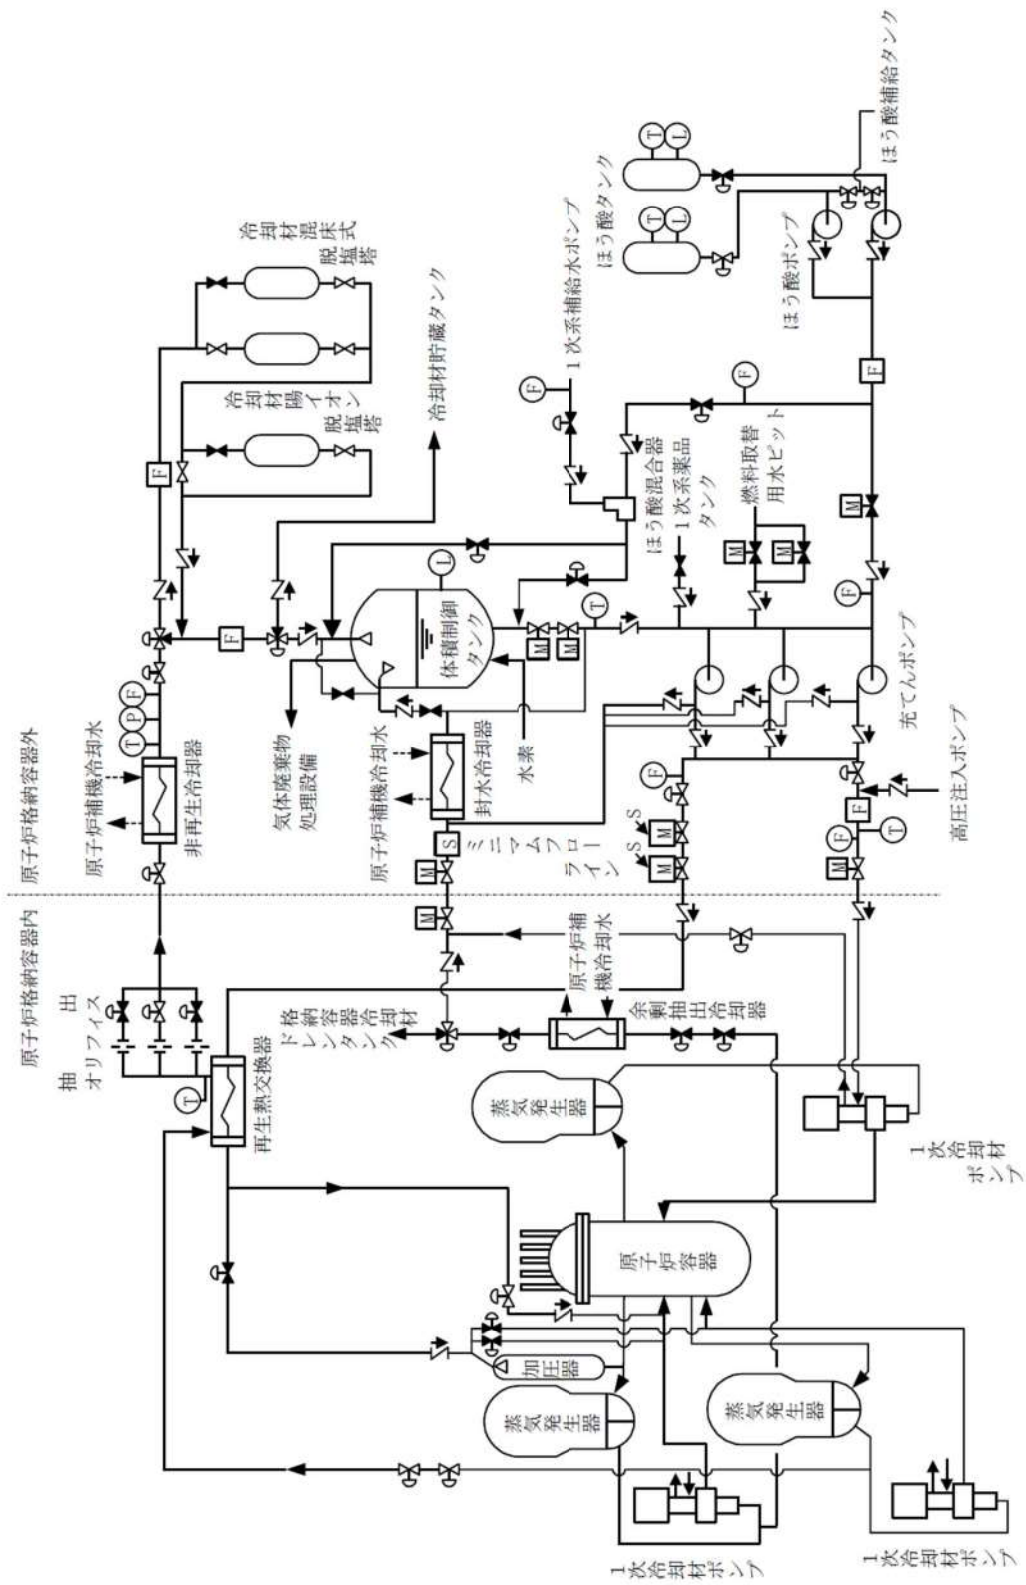 原子炉格納容器内
原子炉格納容器外
抽
出
オリフィス
T
再生熱交換器
原子炉補機冷却水
非再生冷却器
T
P
F
F
冷却材混床式
脱塩塔
冷却材陽イオン
脱塩塔
F
冷却材貯蔵タンク
気体廃棄物
処理設備
体積制御
タンク
L
原子炉補機冷却水
封水冷却器
水素
M
M
S
ミニマムフロー
ライン
M
M
T
F
1次系補給水ポンプ
ほう酸混合器
1次系薬品
タンク
燃料取替
用水ピット
M
M
F
ほう酸タンク
T
L
T
L
ほう酸ポンプ
ほう酸補給タンク
F
M
F
充てんポンプ
高圧注入ポンプ
F
M
S
M
S
F
F
T
M
格納容器冷却材
ドレンタンク
原子炉補
機冷却水
余剰抽出冷却器
蒸気発生器
原子炉容器
加圧器
蒸気発生器
蒸気発生器
1次冷却材
ポンプ
1次冷却材ポンプ
1次冷却材ポンプ